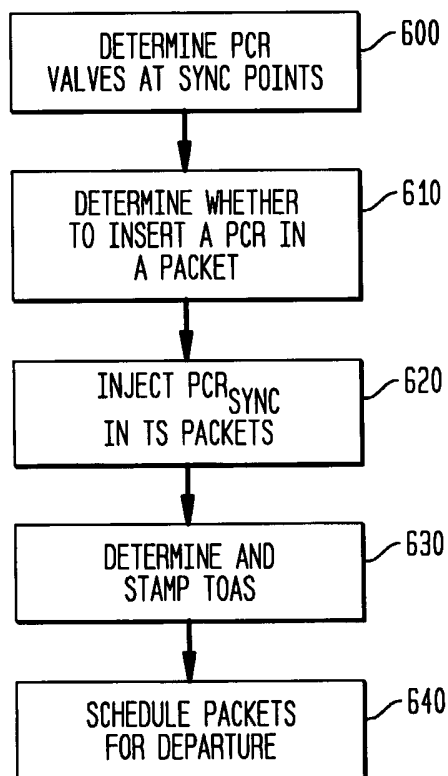 DETERMINE PCR
VALVES AT SYNC POINTS
600
DETERMINE WHETHER
TO INSERT A PCR IN
A PACKET
610
INJECT PCRSYNC
IN TS PACKETS
620
DETERMINE AND
STAMP TOAS
630
SCHEDULE PACKETS
FOR DEPARTURE
640